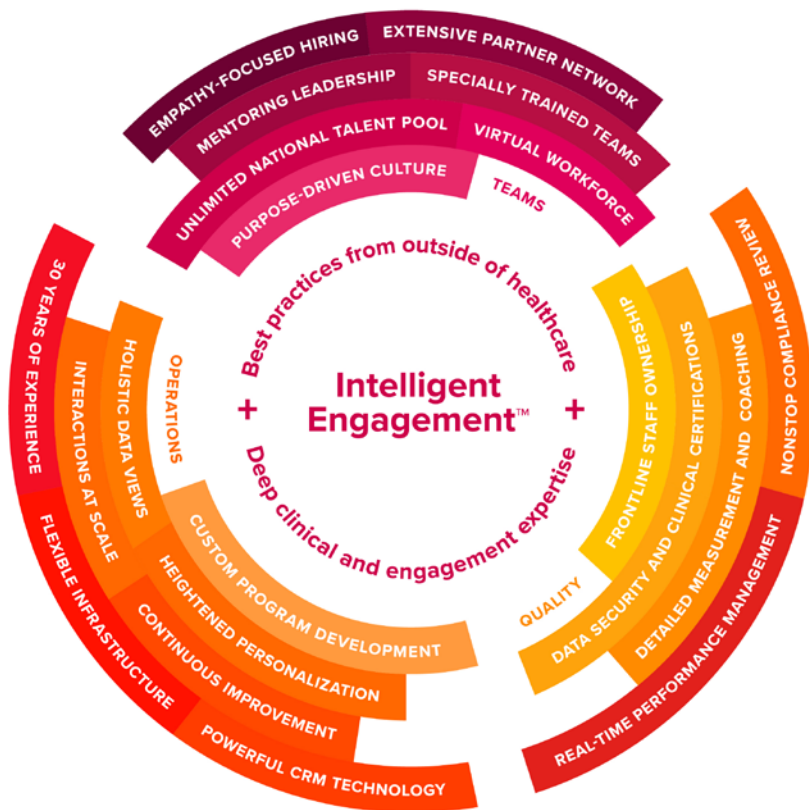 EMPATHY-FOCUSED HIRING
EXTENSIVE PARTNER NETWORK
MENTORING LEADERSHIP
SPECIALLY TRAINED TEAMS
UNLIMITED NATIONAL TALENT POOL
VIRTUAL WORKFORCE
PURPOSE-DRIVEN CULTURE
TEAMS
NONSTOP COMPLIANCE REVIEW
REAL-TIME PERFORMANCE MANAGEMENT
DETAILED MEASUREMENT AND COACHING
DATA SECURITY AND CLINICAL CERTIFICATIONS
FRONTLINE STAFF OWNERSHIP
QUALITY
30 YEARS OF EXPERIENCE
FLEXIBLE INFRASTRUCTURE
POWERFUL CRM TECHNOLOGY
INTERACTIONS AT SCALE
CONTINUOUS IMPROVEMENT
HOLISTIC DATA VIEWS
HEIGHTENED PERSONALIZATION
CUSTOM PROGRAM DEVELOPMENT
OPERATIONS
Best practices from outside of healthcare
+ +
Intelligent
Engagement™
Deep clinical and engagement expertise